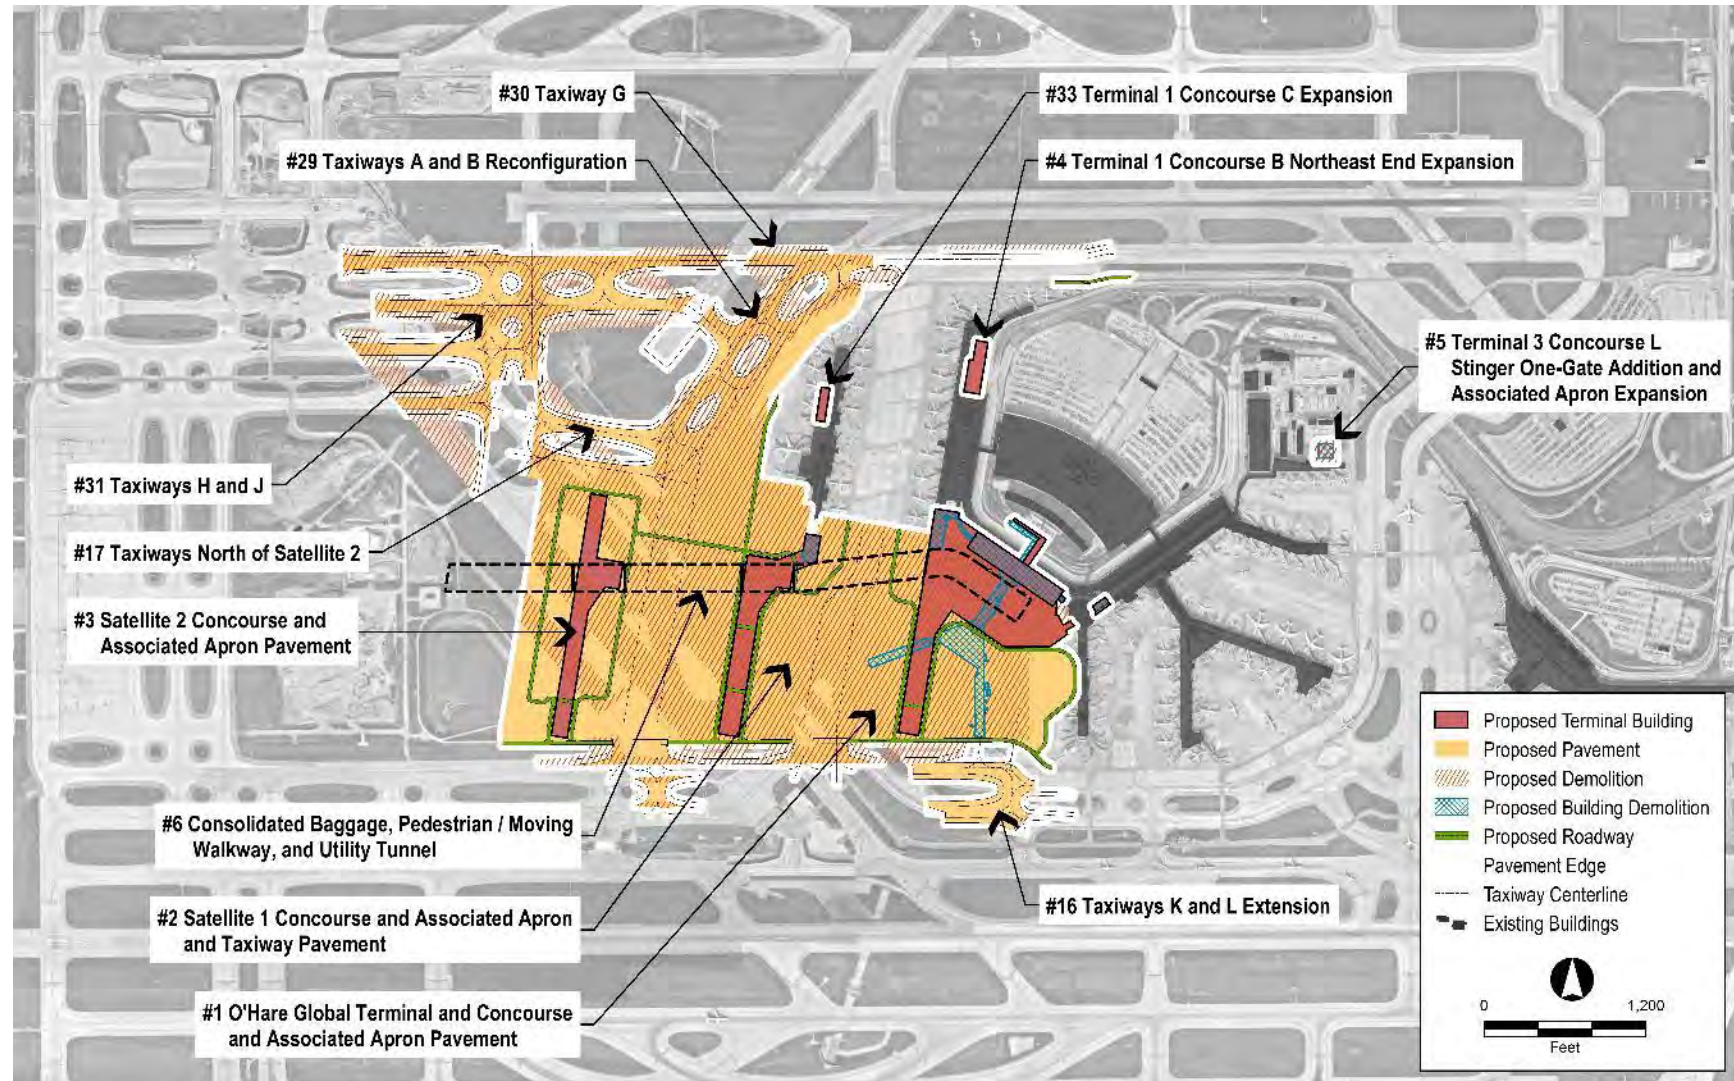 #30 Taxiway G
#33 Terminal 1 Concourse C Expansion
#29 Taxiways A and B Reconfiguration
#4 Terminal 1 Concourse B Northeast End Expansion
#5 Terminal 3 Concourse L
Stinger One-Gate Addition and
Associated Apron Expansion
#31 Taxiways H and J
#17 Taxiways North of Satellite 2
#3 Satellite 2 Concourse and
Associated Apron Pavement
#6 Consolidated Baggage, Pedestrian / Moving
Walkway, and Utility Tunnel
#2 Satellite 1 Concourse and Associated Apron
and Taxiway Pavement
#16 Taxiways K and L Extension
#1 O'Hare Global Terminal and Concourse
and Associated Apron Pavement
Proposed Terminal Building
Proposed Pavement
Proposed Demolition
Proposed Building Demolition
Proposed Roadway
Pavement Edge
Taxiway Centerline
Existing Buildings
0 1,200
Feet